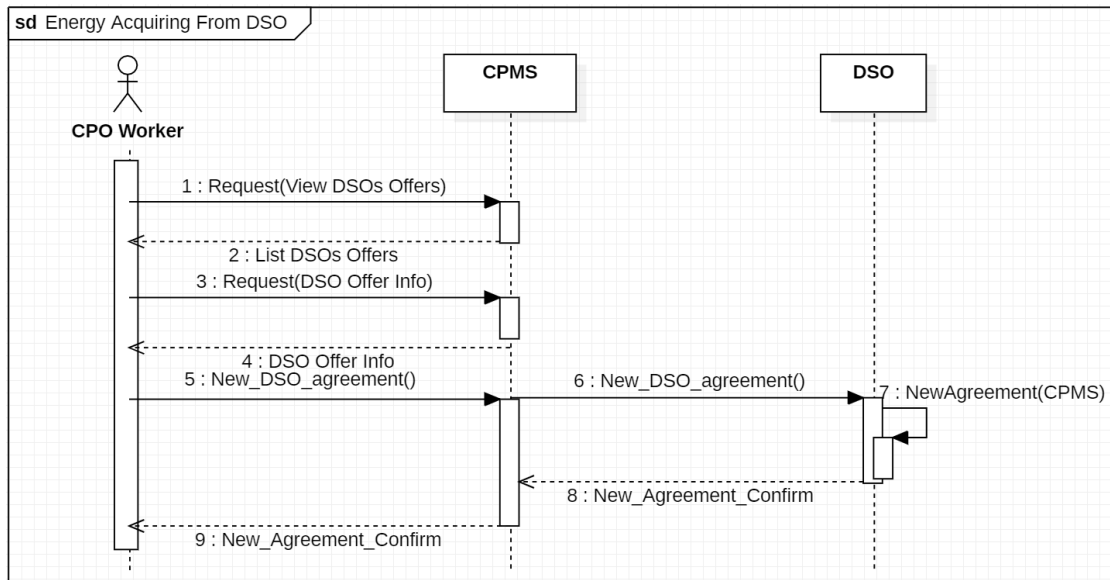 sd Energy Acquiring From DSO
CPMS
DSO
CPO Worker
1 : Request(View DSOs Offers)
2 : List DSOs Offers
3 : Request(DSO Offer Info)
4 : DSO Offer Info
5 : New_DSO_agreement()
6 : New_DSO_agreement()
7 : NewAgreement(CPMS)
8 : New_Agreement_Confirm
9 : New_Agreement_Confirm